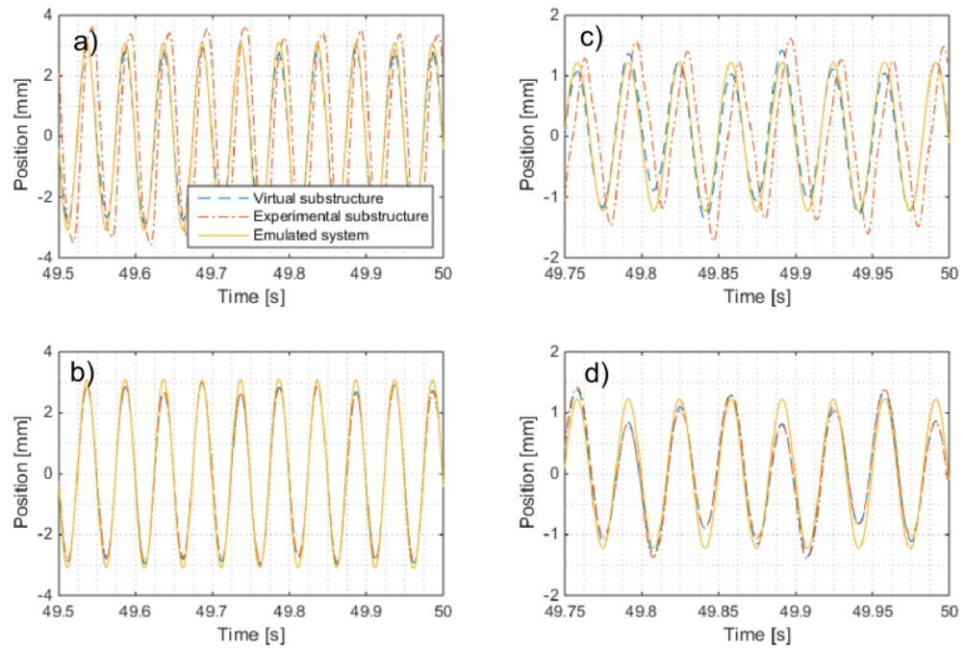 a)
4
2
0
-2
-4
Position [mm]
49.5
49.6
49.7
49.8
49.9
50
Time [s]
Virtual substructure
Experimental substructure
Emulated system
c)
2
1
0
-1
-2
Position [mm]
49.75
49.8
49.85
49.9
49.95
50
Time [s]
b)
4
2
0
-2
-4
Position [mm]
49.5
49.6
49.7
49.8
49.9
50
Time [s]
d)
2
1
0
-1
-2
Position [mm]
49.75
49.8
49.85
49.9
49.95
50
Time [s]